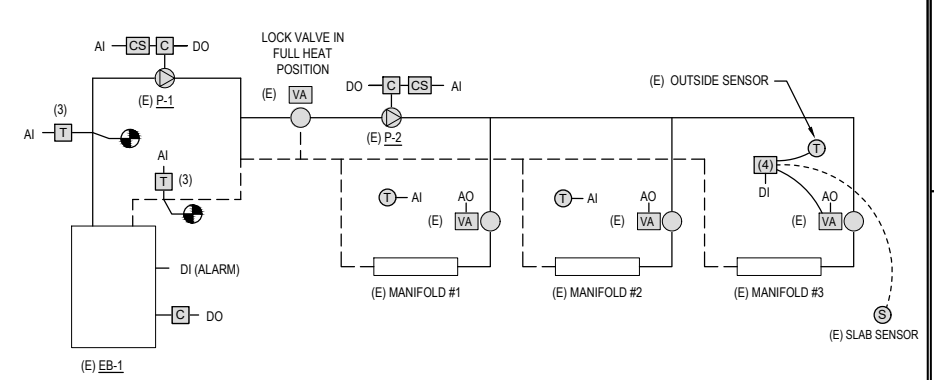 LOCK VALVE IN
FULL HEAT
POSITION
AI CS C DO
(E) P-1
(E) VA
DO C CS AI
(E) P-2
(E) OUTSIDE SENSOR
(3)
AI T
AI
T (3)
T
(4)
DI
T AI
AO
(E) VA
T AI
AO
(E) VA
AO
(E) VA
DI (ALARM)
C DO
(E) EB-1
(E) MANIFOLD #1
(E) MANIFOLD #2
(E) MANIFOLD #3
S
(E) SLAB SENSOR